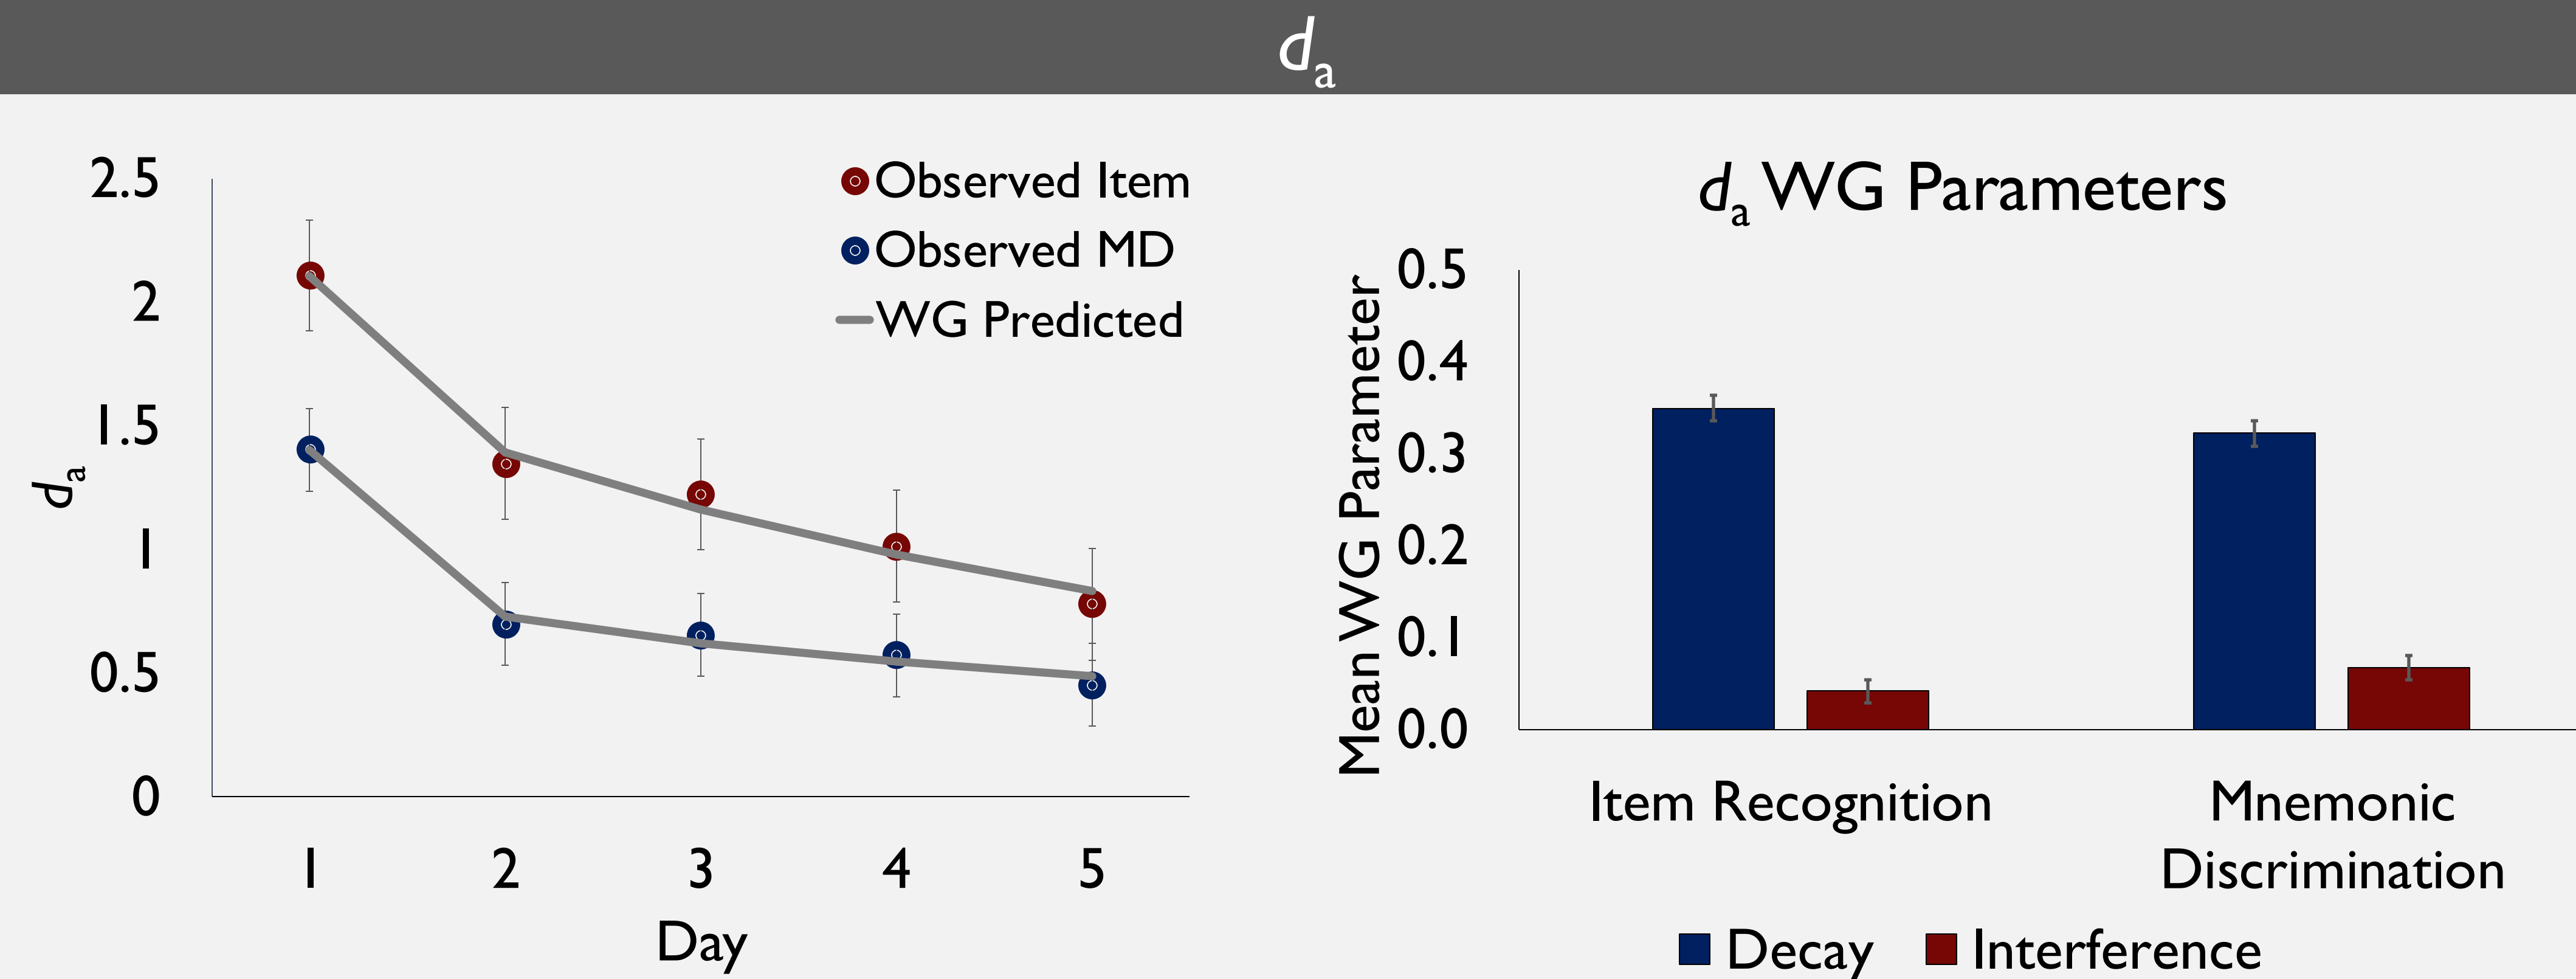 da
2.5
2
1.5
1
0.5
0
da
1 2 3 4 5
Day
Observed Item
Observed MD
WG Predicted
da WG Parameters
Mean WG Parameter
0.5
0.4
0.3
0.2
0.1
0.0
Item Recognition
Mnemonic
Discrimination
Decay Interference